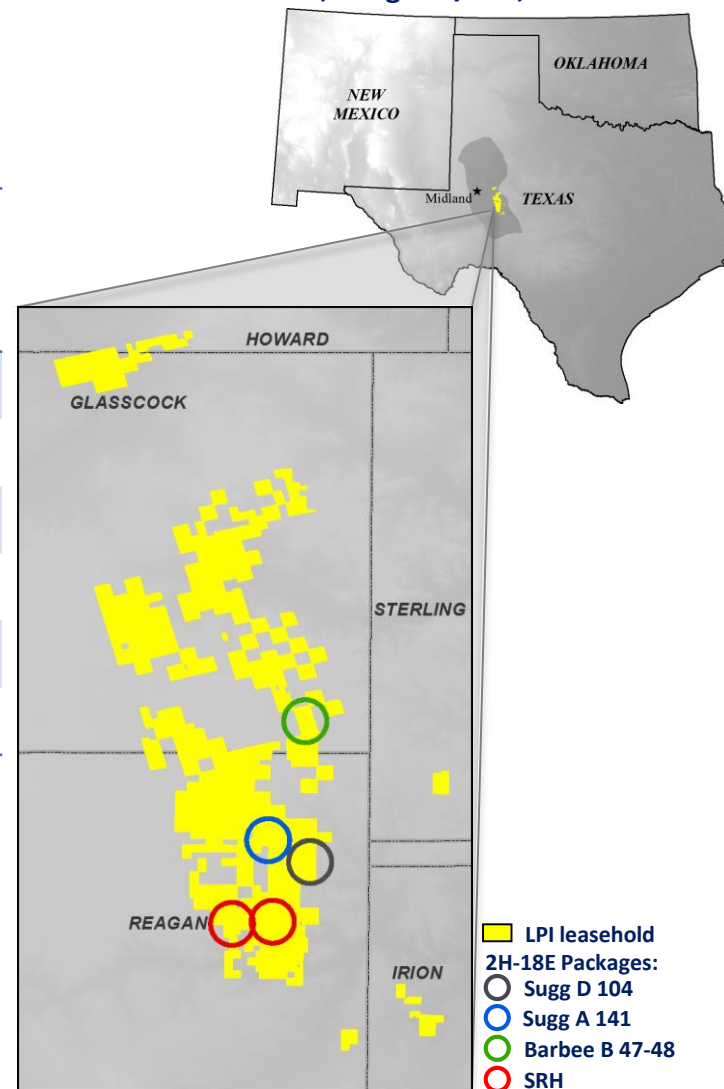 OKLAHOMA
NEW
MEXICO
Midland
TEXAS
HOWARD
GLASSCOCK
STERLING
REAGAN
IRION
LPI leasehold
2H-18E Packages:
Sugg D 104
Sugg A 141
Barbee B 47-48
SRH